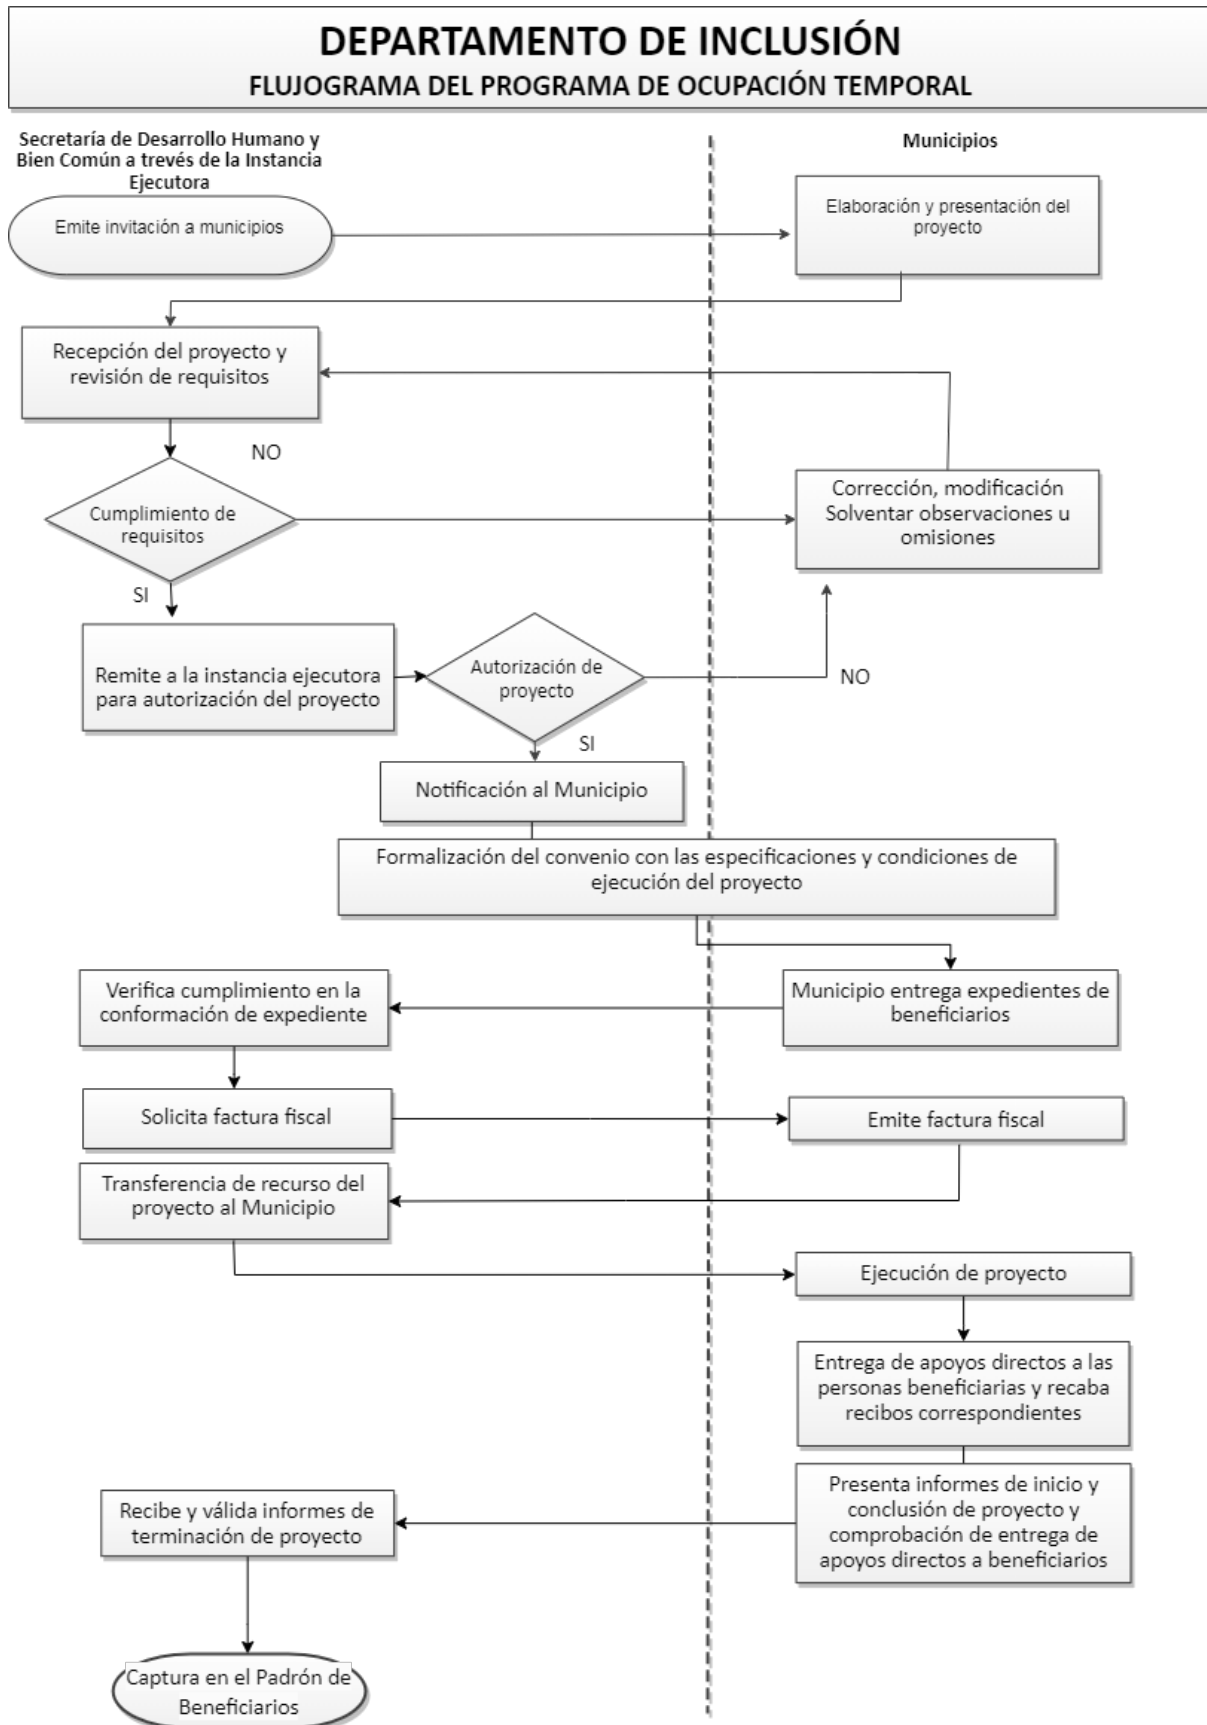 DEPARTAMENTO DE INCLUSIÓN
FLUJOGRAMA DEL PROGRAMA DE OCUPACIÓN TEMPORAL
Secretaría de Desarrollo Humano y
Bien Común a trevés de la Instancia
Ejecutora
Municipios
Emite invitación a municipios
Elaboración y presentación del
proyecto
Recepción del proyecto y
revisión de requisitos
NO
Cumplimiento de
requisitos
Corrección, modificación
Solventar observaciones u
omisiones
SI
Remite a la instancia ejecutora
para autorización del proyecto
Autorización de
proyecto
NO
SI
Notificación al Municipio
Formalización del convenio con las especificaciones y condiciones de
ejecución del proyecto
Verifica cumplimiento en la
conformación de expediente
Municipio entrega expedientes de
beneficiarios
Solicita factura fiscal
Emite factura fiscal
Transferencia de recurso del
proyecto al Municipio
Ejecución de proyecto
Entrega de apoyos directos a las
personas beneficiarias y recaba
recibos correspondientes
Presenta informes de inicio y
conclusión de proyecto y
comprobación de entrega de
apoyos directos a beneficiarios
Recibe y válida informes de
terminación de proyecto
Captura en el Padrón de
Beneficiarios